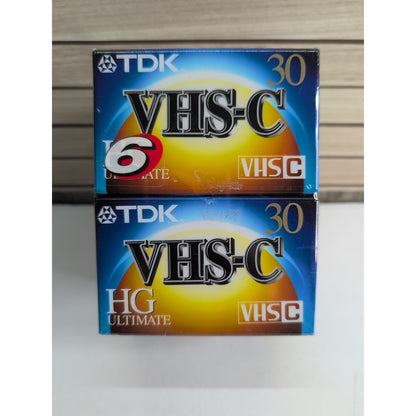 TDK 30
VHS-C
6
ULTIMATE
VHS C
TDK 30
VHS-C
HG
ULTIMATE
VHS C